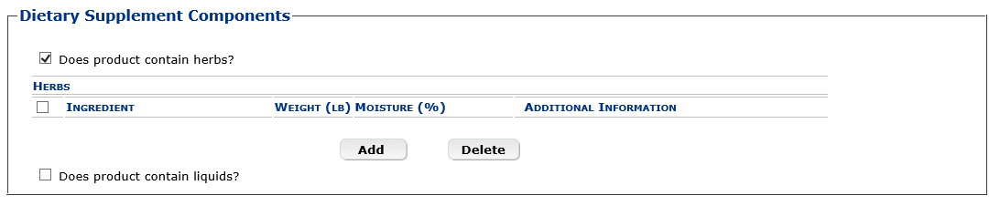 Dietary Supplement Components
Does product contain herbs?
Herbs
Ingredient Weight (lb) Moisture (%) Additional Information
Add Delete
Does product contain liquids?